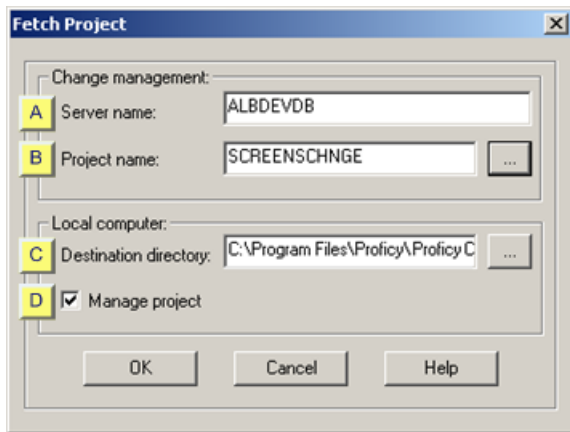 Fetch Project
Change management:
A Server name: ALBDEVDB
B Project name: SCREENSCHNGE ...
Local computer:
C Destination directory: C:\Program Files\Proficy\Proficy C ...
D Manage project
OK Cancel Help